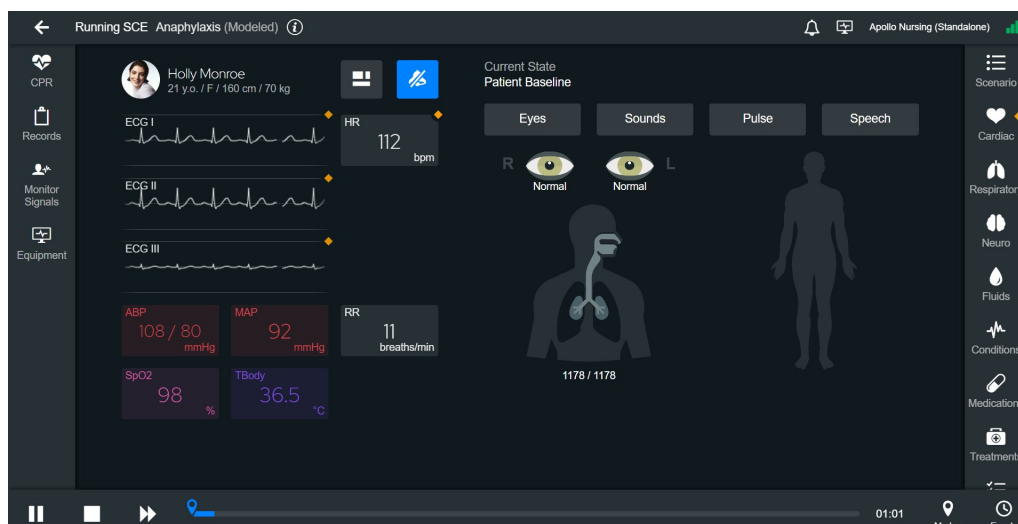 Running SCE Anaphylaxis (Modeled)
Apollo Nursing (Standalone)
CPR
Records
Monitor
Signals
Equipment
Holly Monroe
21 y.o. / F / 160 cm / 70 kg
ECG I
HR
112
bpm
ECG II
ECG III
ABP
108 / 80
mmHg
MAP
92
mmHg
RR
11
breaths/min
SpO2
98
%
TBody
36.5
°C
Current State
Patient Baseline
Eyes
Sounds
Pulse
Speech
R
L
Normal
Normal
1178 / 1178
Scenario
Cardiac
Respirator
Neuro
Fluids
Conditions
Medication
Treatment
01:01